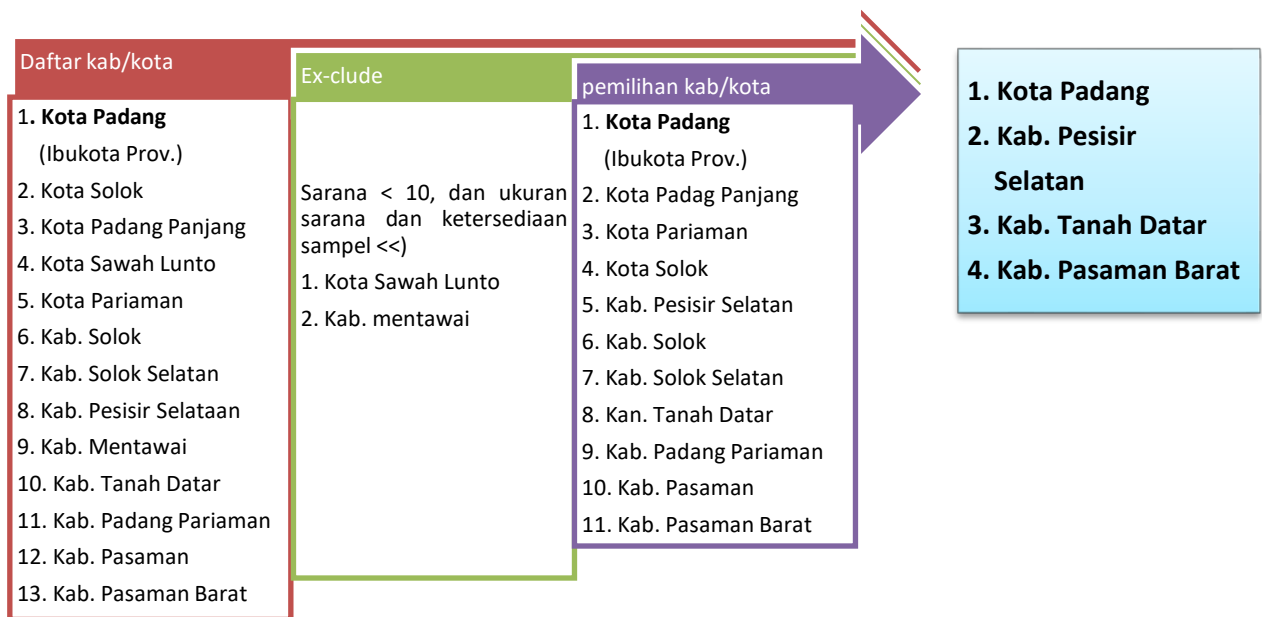 Daftar kab/kota
1. Kota Padang
(Ibukota Prov.)
2. Kota Solok
3. Kota Padang Panjang
4. Kota Sawah Lunto
5. Kota Pariaman
6. Kab. Solok
7. Kab. Solok Selatan
8. Kab. Pesisir Selataan
9. Kab. Mentawai
10. Kab. Tanah Datar
11. Kab. Padang Pariaman
12. Kab. Pasaman
13. Kab. Pasaman Barat
Ex-clude
Sarana < 10, dan ukuran
sarana dan ketersediaan
sampel <<)
1. Kota Sawah Lunto
2. Kab. mentawai
pemilihan kab/kota
1. Kota Padang
(Ibukota Prov.)
2. Kota Padag Panjang
3. Kota Pariaman
4. Kota Solok
5. Kab. Pesisir Selatan
6. Kab. Solok
7. Kab. Solok Selatan
8. Kan. Tanah Datar
9. Kab. Padang Pariaman
10. Kab. Pasaman
11. Kab. Pasaman Barat
1. Kota Padang
2. Kab. Pesisir
Selatan
3. Kab. Tanah Datar
4. Kab. Pasaman Barat